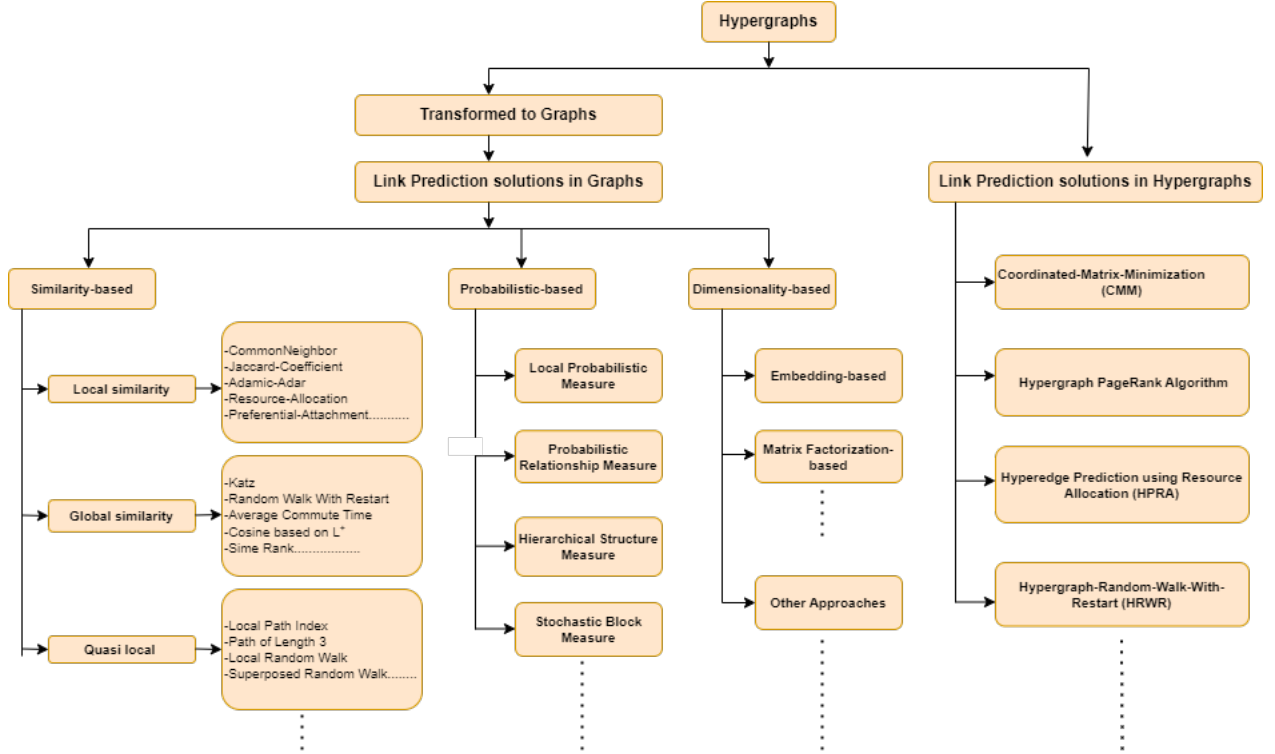 Hypergraphs
Transformed to Graphs
Link Prediction solutions in Graphs
Link Prediction solutions in Hypergraphs
Similarity-based
Probabilistic-based
Dimensionality-based
Local similarity
-CommonNeighbor
-Jaccard-Coefficient
-Adamic-Adar
-Resource-Allocation
-Preferential-Attachment...........
Global similarity
-Katz
-Random Walk With Restart
-Average Commute Time
-Cosine based on L⁺
-Sime Rank..................
Quasi local
-Local Path Index
-Path of Length 3
-Local Random Walk
-Superposed Random Walk........
Local Probabilistic
Measure
Probabilistic
Relationship Measure
Hierarchical Structure
Measure
Stochastic Block
Measure
Embedding-based
Matrix Factorization-
based
Other Approaches
Coordinated-Matrix-Minimization
(CMM)
Hypergraph PageRank Algorithm
Hyperedge Prediction using Resource
Allocation (HPRA)
Hypergraph-Random-Walk-With-
Restart (HRWR)